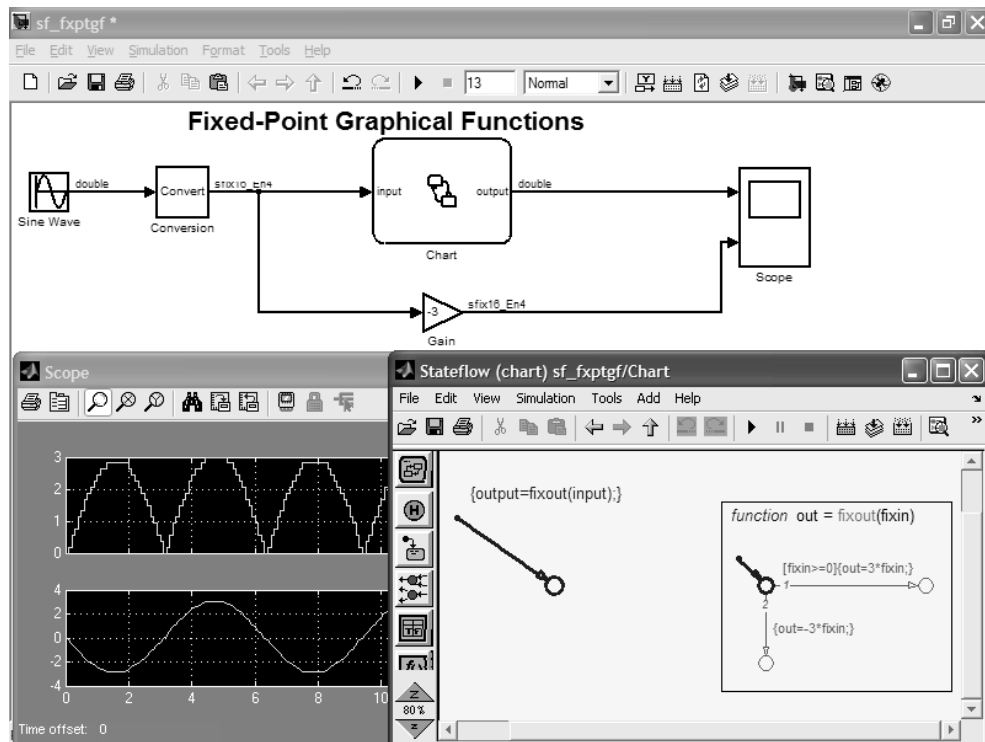 sf_fxptgf *
File Edit View Simulation Format Tools Help
13 Normal
Fixed-Point Graphical Functions
double
Sine Wave
Convert
Conversion
sfix16_En4
input
output
Chart
double
Scope
-3
Gain
sfix16_En4
Scope
3
2
1
0
4
2
0
-2
-4
0 2 4 6 8 10
Time offset: 0
Stateflow (chart) sf_fxptgf/Chart
File Edit View Simulation Tools Add Help
H
80%
{output=fixout(input);}
function out = fixout(fixin)
[fixin>=0]{out=3*fixin;}
1
2
{out=-3*fixin;}